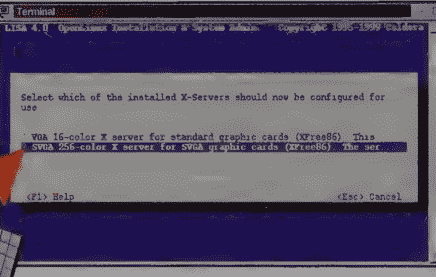 Terminal
LISA 4.0 OpenLinux Installation & System Admin. Copyright 1996-1999 Caldera
Select which of the installed X-Servers should now be configured for
use
VGA 16-color X server for standard graphic cards (XFree86) This
SVGA 256-color X server for SVGA graphic cards (XFree86). The ser
<F1> Help
<Esc> Cancel